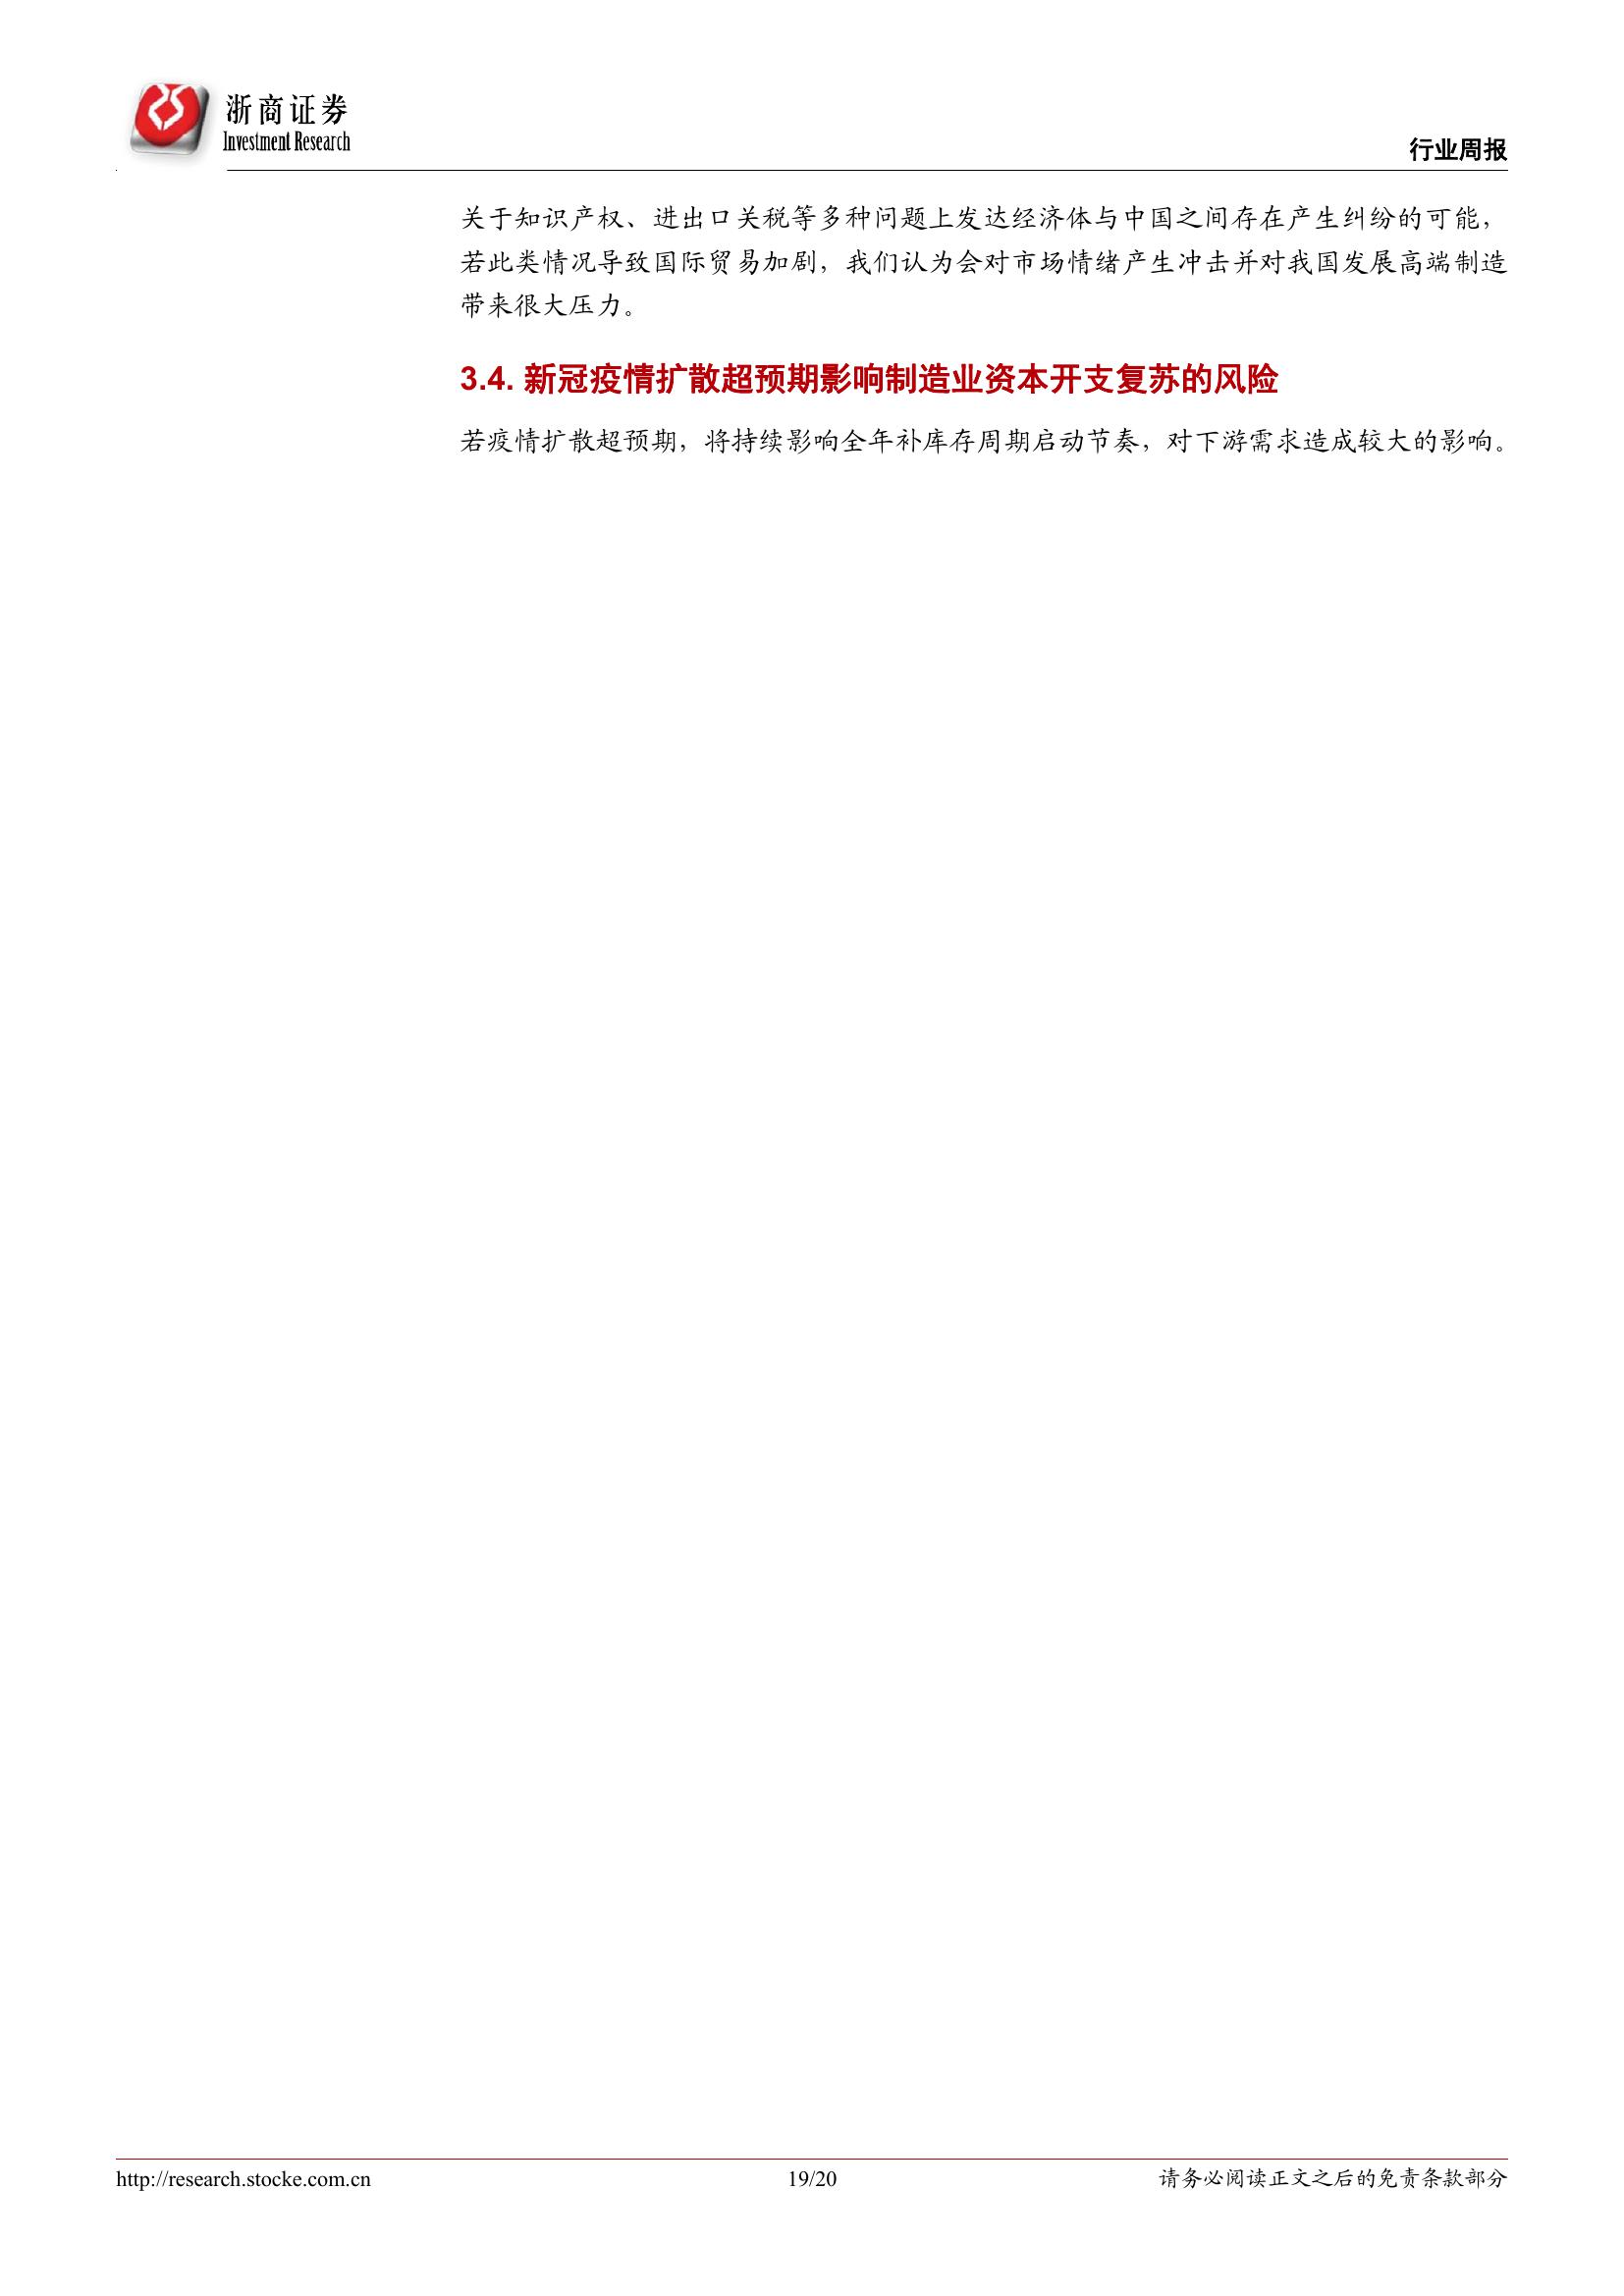 浙商证券
Investment Research
行业周报
关于知识产权、进出口关税等多种问题上发达经济体与中国之间存在产生纠纷的可能，
若此类情况导致国际贸易加剧，我们认为会对市场情绪产生冲击并对我国发展高端制造
带来很大压力。
3.4. 新冠疫情扩散超预期影响制造业资本开支复苏的风险
若疫情扩散超预期，将持续影响全年补库存周期启动节奏，对下游需求造成较大的影响。
http://research.stocke.com.cn
19/20
请务必阅读正文之后的免责条款部分